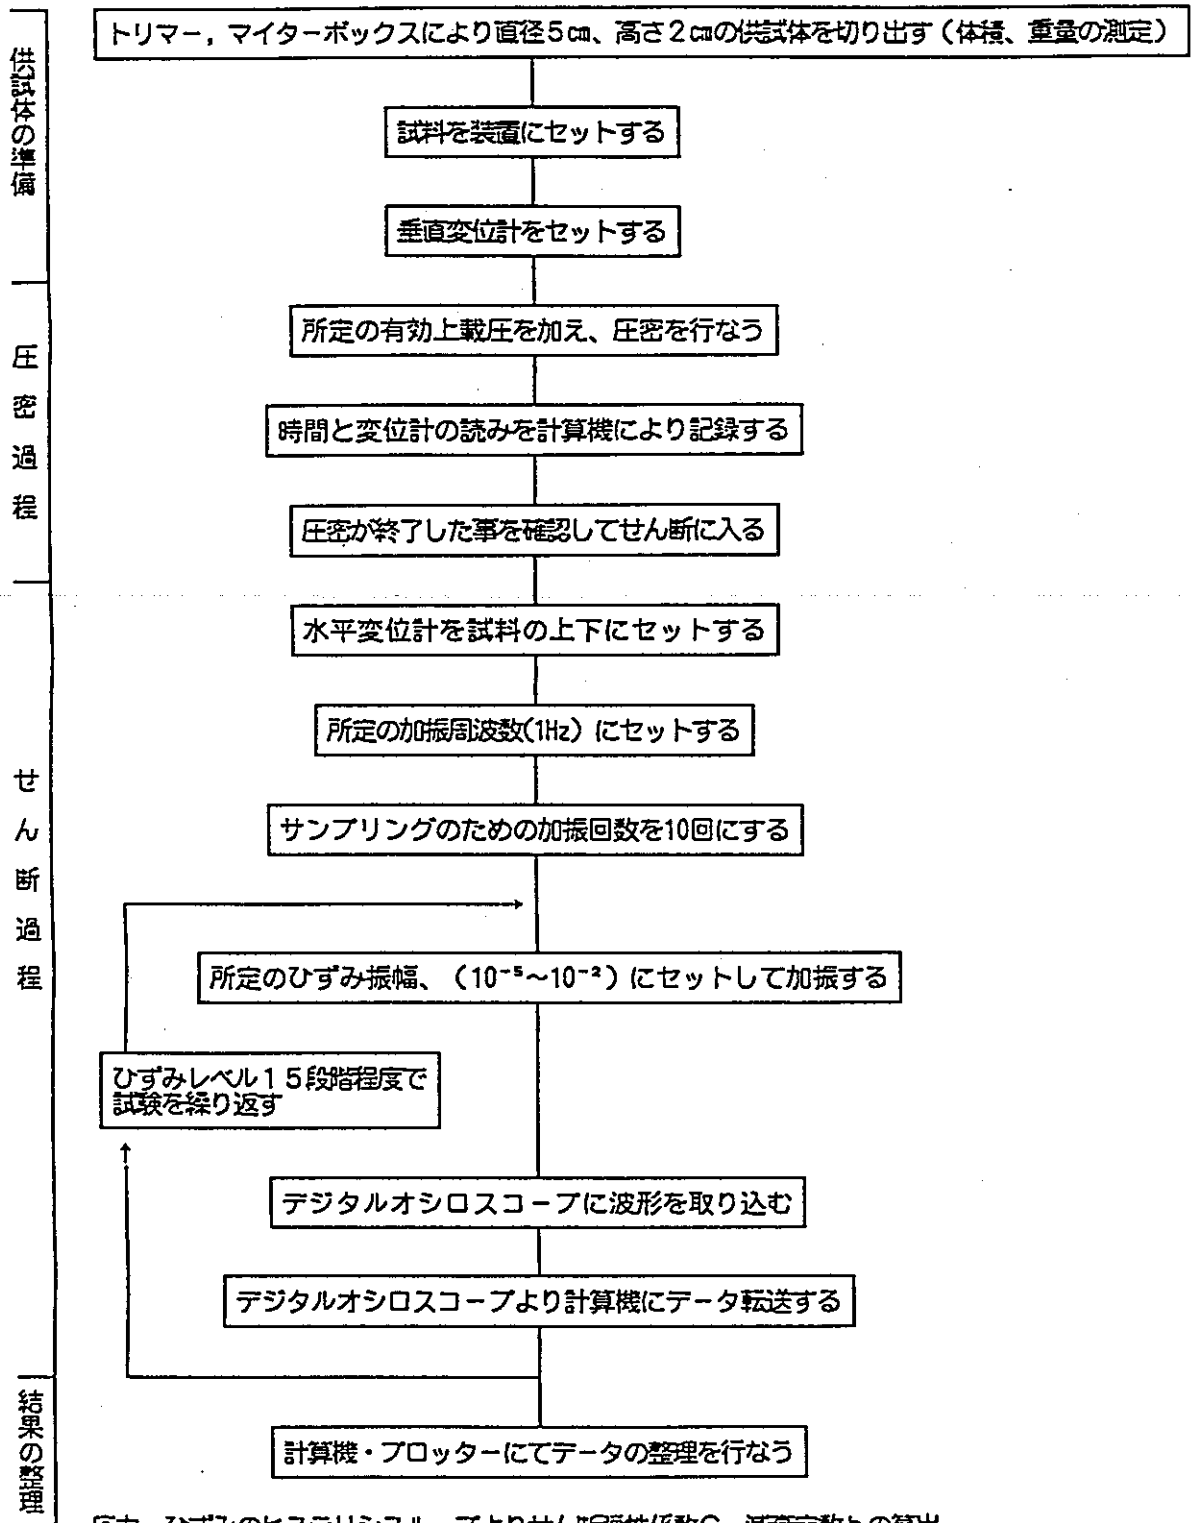 供試体の準備
トリマー，マイターボックスにより直径5㎝、高さ2㎝の供試体を切り出す（体積、重量の測定）
試料を装置にセットする
垂直変位計をセットする
圧密過程
所定の有効上載圧を加え、圧密を行なう
時間と変位計の読みを計算機により記録する
圧密が終了した事を確認してせん断に入る
せん断過程
水平変位計を試料の上下にセットする
所定の加振周波数(1Hz) にセットする
サンプリングのための加振回数を10回にする
所定のひずみ振幅、（10⁻⁵～10⁻²）にセットして加振する
ひずみレベル１５段階程度で
試験を繰り返す
デジタルオシロスコープに波形を取り込む
デジタルオシロスコープより計算機にデータ転送する
結果の整理
計算機・プロッターにてデータの整理を行なう